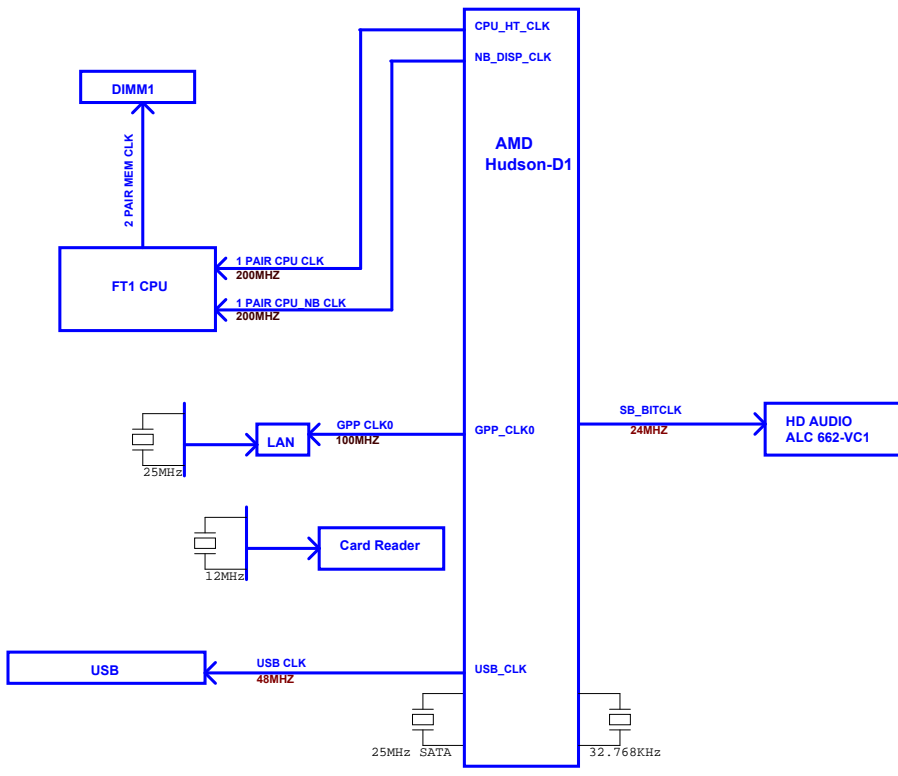 CPU_HT_CLK
NB_DISP_CLK
DIMM1
AMD
Hudson-D1
2 PAIR MEM CLK
1 PAIR CPU CLK
200MHZ
FT1 CPU
1 PAIR CPU_NB CLK
200MHZ
SB_BITCLK
24MHZ
HD AUDIO
ALC 662-VC1
GPP CLK0
100MHZ
GPP_CLK0
LAN
25MHz
Card Reader
12MHz
USB
USB CLK
48MHZ
USB_CLK
25MHz SATA
32.768KHz